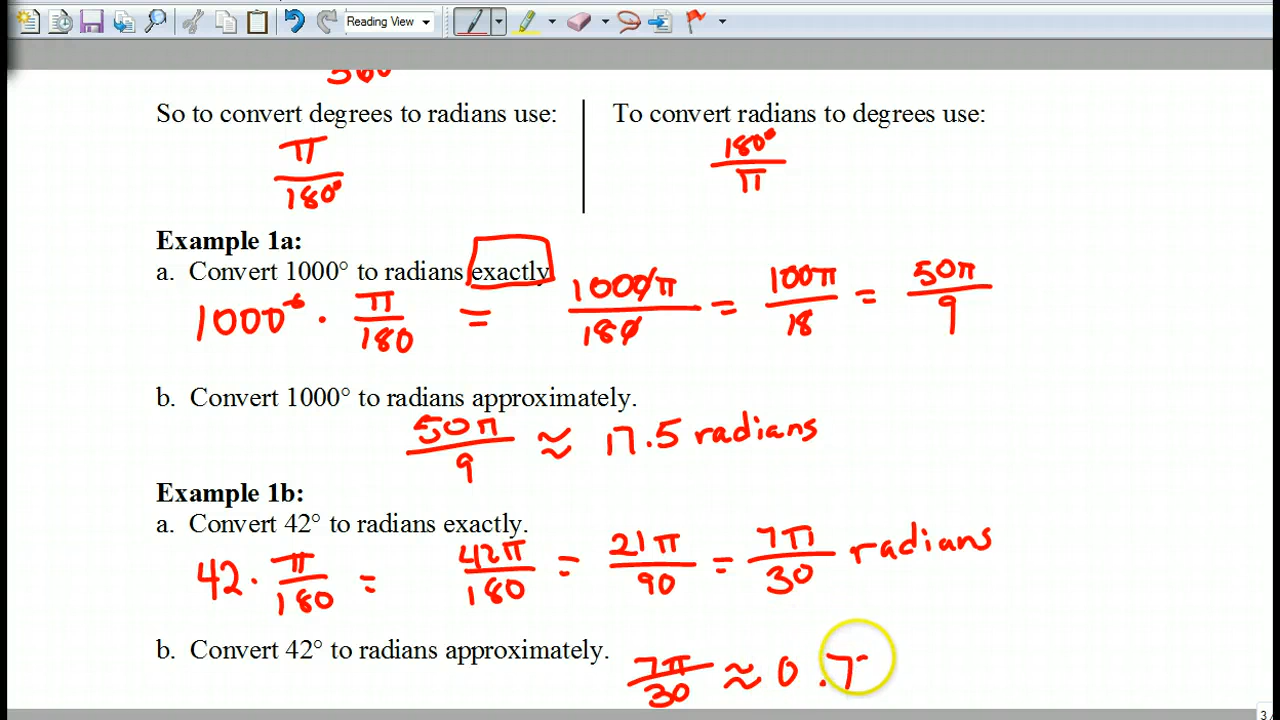 Reading View
360
So to convert degrees to radians use:
π/180°
To convert radians to degrees use:
180°/π
Example 1a:
a. Convert 1000° to radians exactly.
1000° · π/180 = 1000π/180 = 100π/18 = 50π/9
b. Convert 1000° to radians approximately.
50π/9 ≈ 17.5 radians
Example 1b:
a. Convert 42° to radians exactly.
42 · π/180 = 42π/180 = 21π/90 = 7π/30 radians
b. Convert 42° to radians approximately.
7π/30 ≈ 0.7
3